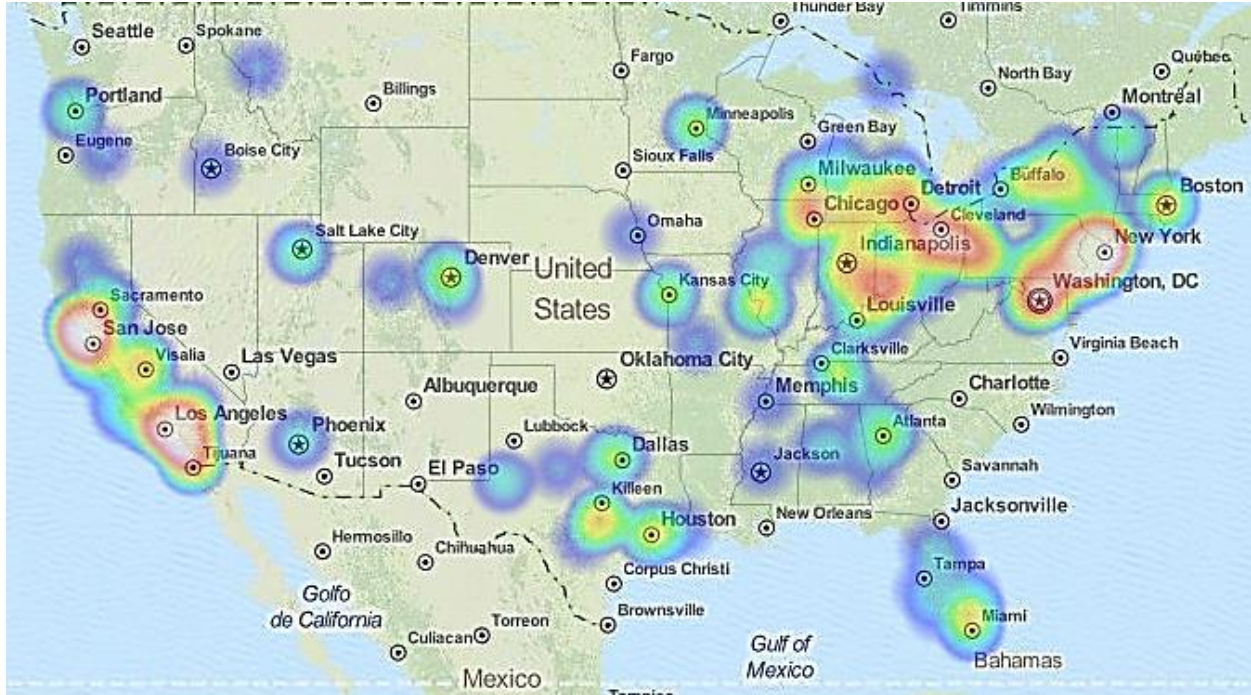 Thunder Bay
Timmins
Seattle
Spokane
Québec
Fargo
North Bay
Billings
Portland
Montréal
Minneapolis
Eugene
Boise City
Green Bay
Sioux Falls
Milwaukee
Buffalo
Detroit
Boston
Chicago
Cleveland
Omaha
Salt Lake City
Indianapolis
New York
Denver
United
States
Kansas City
Washington, DC
Sacramento
Louisville
San Jose
Visalia
Las Vegas
Oklahoma City
Clarksville
Virginia Beach
Albuquerque
Memphis
Charlotte
Los Angeles
Wilmington
Phoenix
Lubbock
Atlanta
Tijuana
Tucson
El Paso
Dallas
Jackson
Savannah
Killeen
Houston
New Orleans
Jacksonville
Hermosillo
Chihuahua
Corpus Christi
Tampa
Golfo
de California
Torreon
Brownsville
Miami
Culiacan
Gulf of
Mexico
Bahamas
Mexico